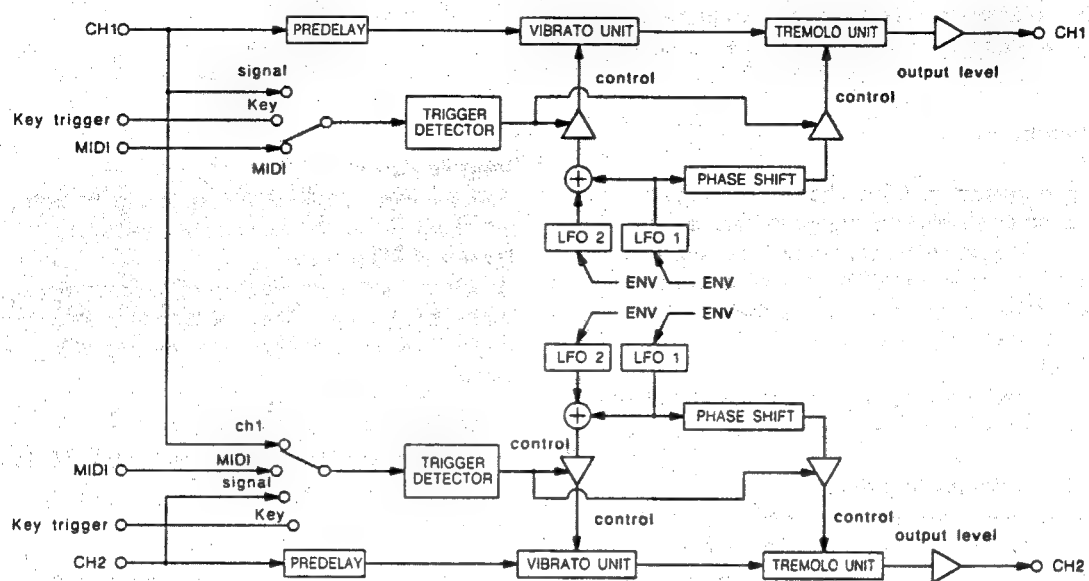 CH1
PREDELAY
VIBRATO UNIT
TREMOLO UNIT
CH1
output level
signal
control
control
Key
Key trigger
TRIGGER
DETECTOR
MIDI
MIDI
+
PHASE SHIFT
LFO 2
LFO 1
ENV
ENV
ENV
ENV
LFO 2
LFO 1
+
PHASE SHIFT
ch1
control
MIDI
MIDI
TRIGGER
DETECTOR
signal
Key
Key trigger
control
control
output level
CH2
PREDELAY
VIBRATO UNIT
TREMOLO UNIT
CH2